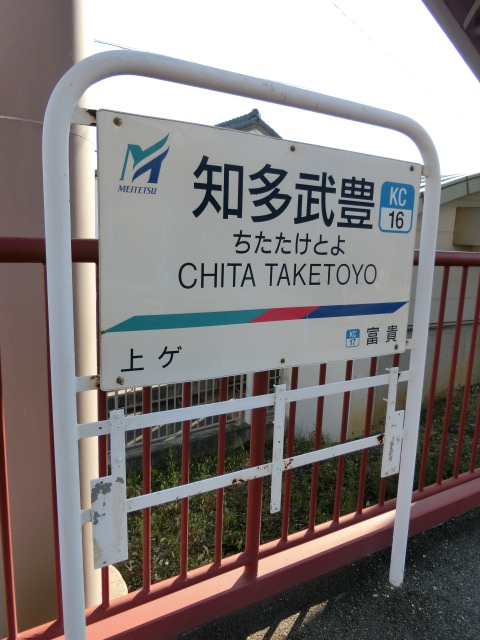 MEITETSU
知多武豊
KC
16
ちたたけとよ
CHITA TAKETOYO
上ゲ
KC
17
富貴